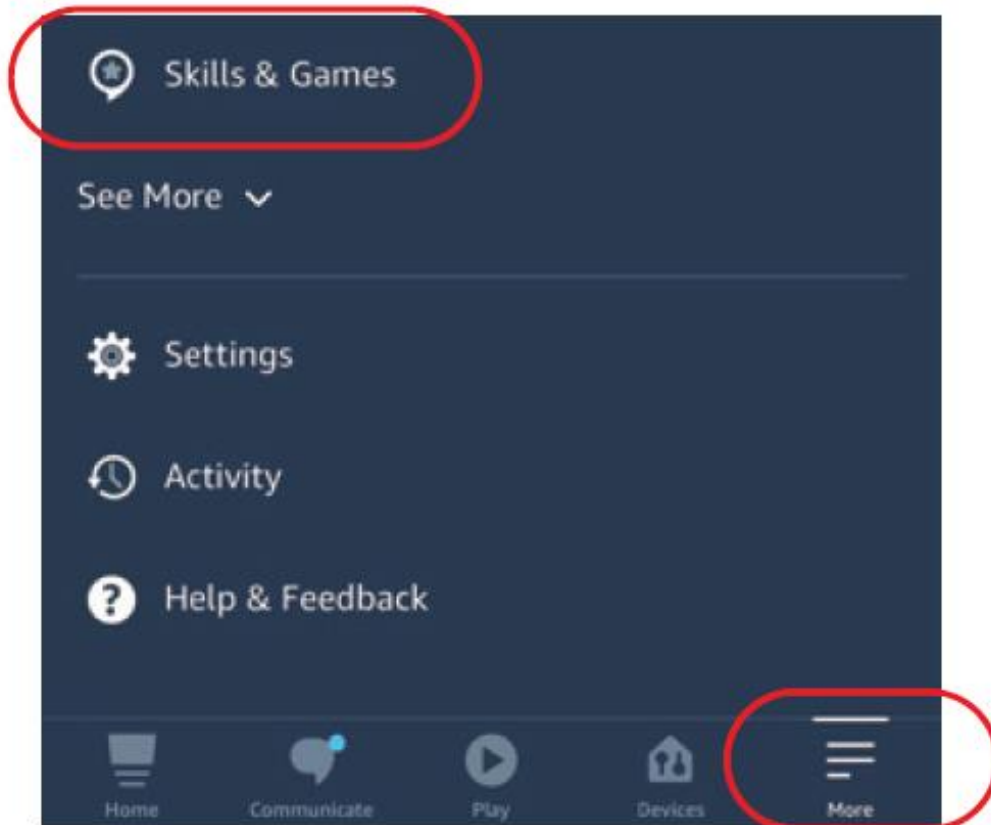 Skills & Games
See More
Settings
Activity
Help & Feedback
Home Communicate Play Devices More